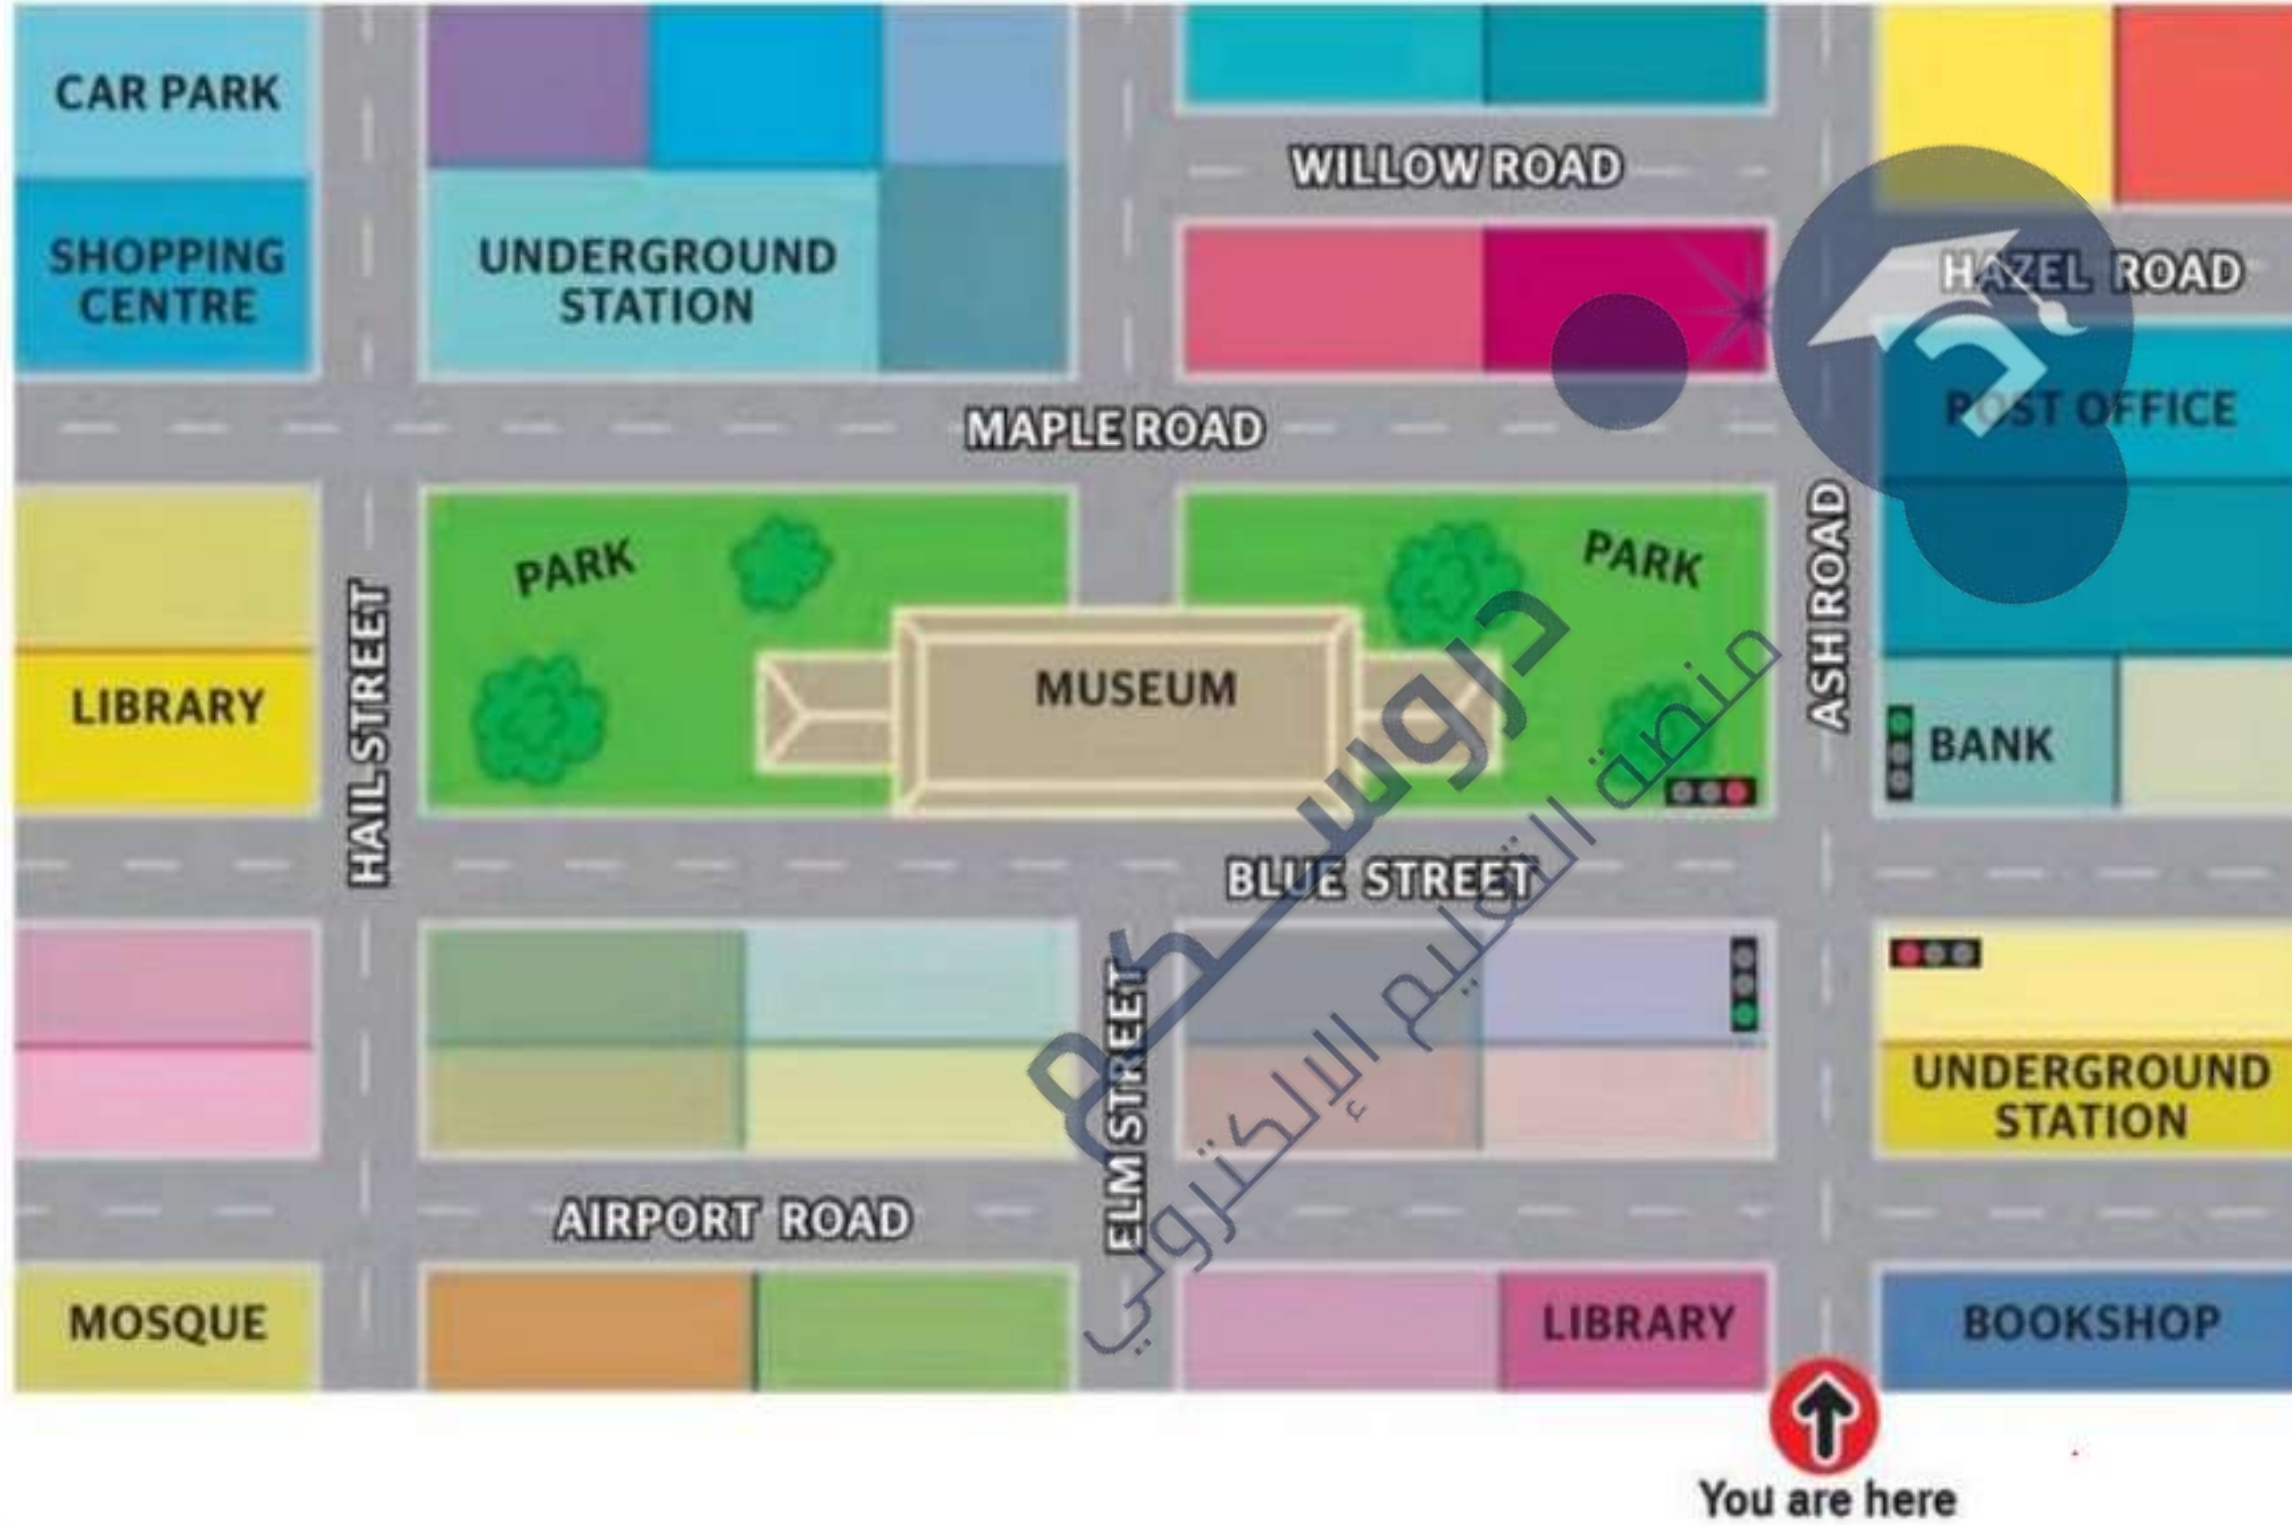 CAR PARK
WILLOW ROAD
SHOPPING
CENTRE
UNDERGROUND
STATION
HAZEL ROAD
POST OFFICE
MAPLE ROAD
PARK
PARK
ASH ROAD
LIBRARY
HAILSTREET
MUSEUM
BANK
BLUE STREET
ELM STREET
UNDERGROUND
STATION
AIRPORT ROAD
MOSQUE
LIBRARY
BOOKSHOP
You are here
دروسكم
منصة التعليم الإلكتروني